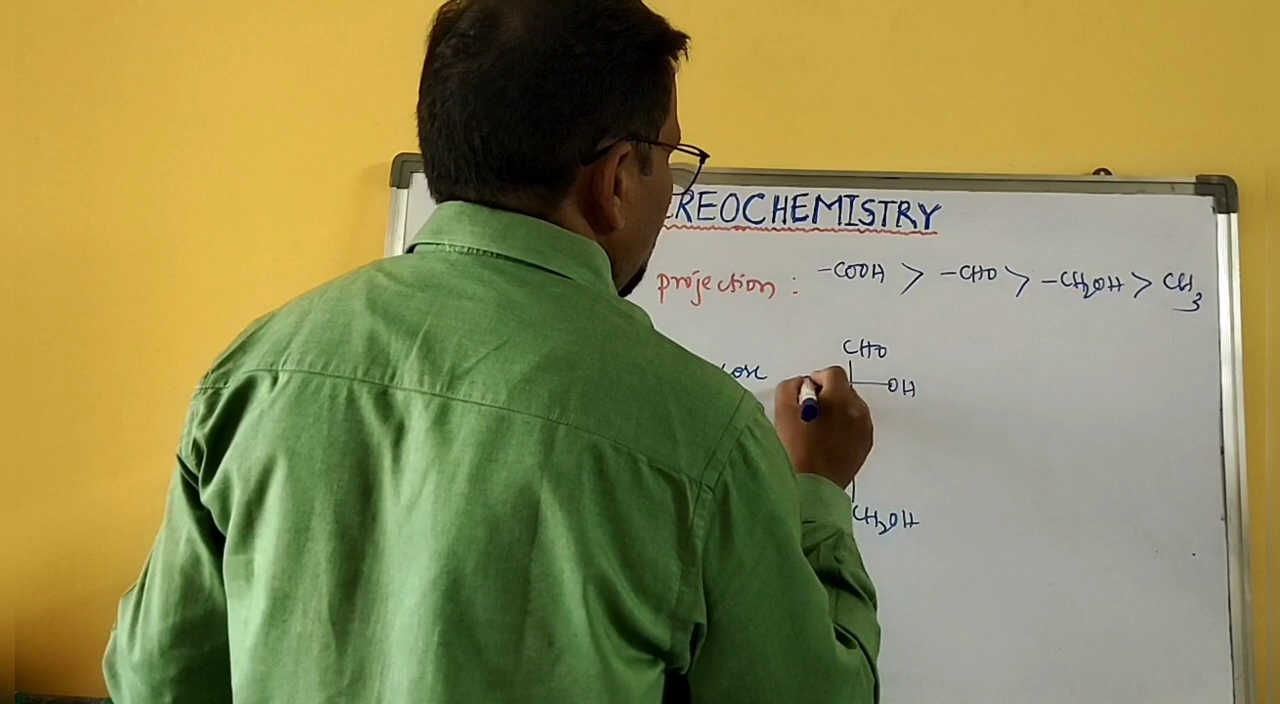 REOCHEMISTRY
projection : -COOH > -CHO > -CH2OH > CH3
CHO
OH
CH2OH